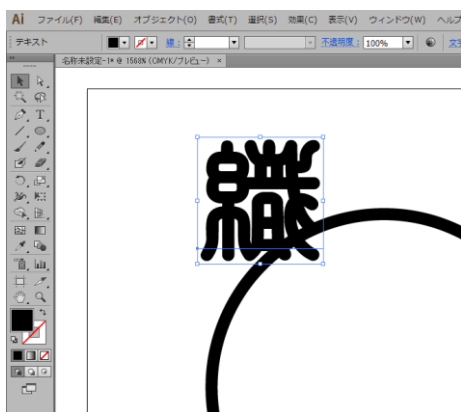 Ai ファイル(F) 編集(E) オブジェクト(O) 書式(T) 選択(S) 効果(C) 表示(V) ウィンドウ(W) ヘルプ
テキスト 線: 不透明度: 100% 文字
名称未設定-1* @ 1568% (CMYK/プレビュー) ×
織